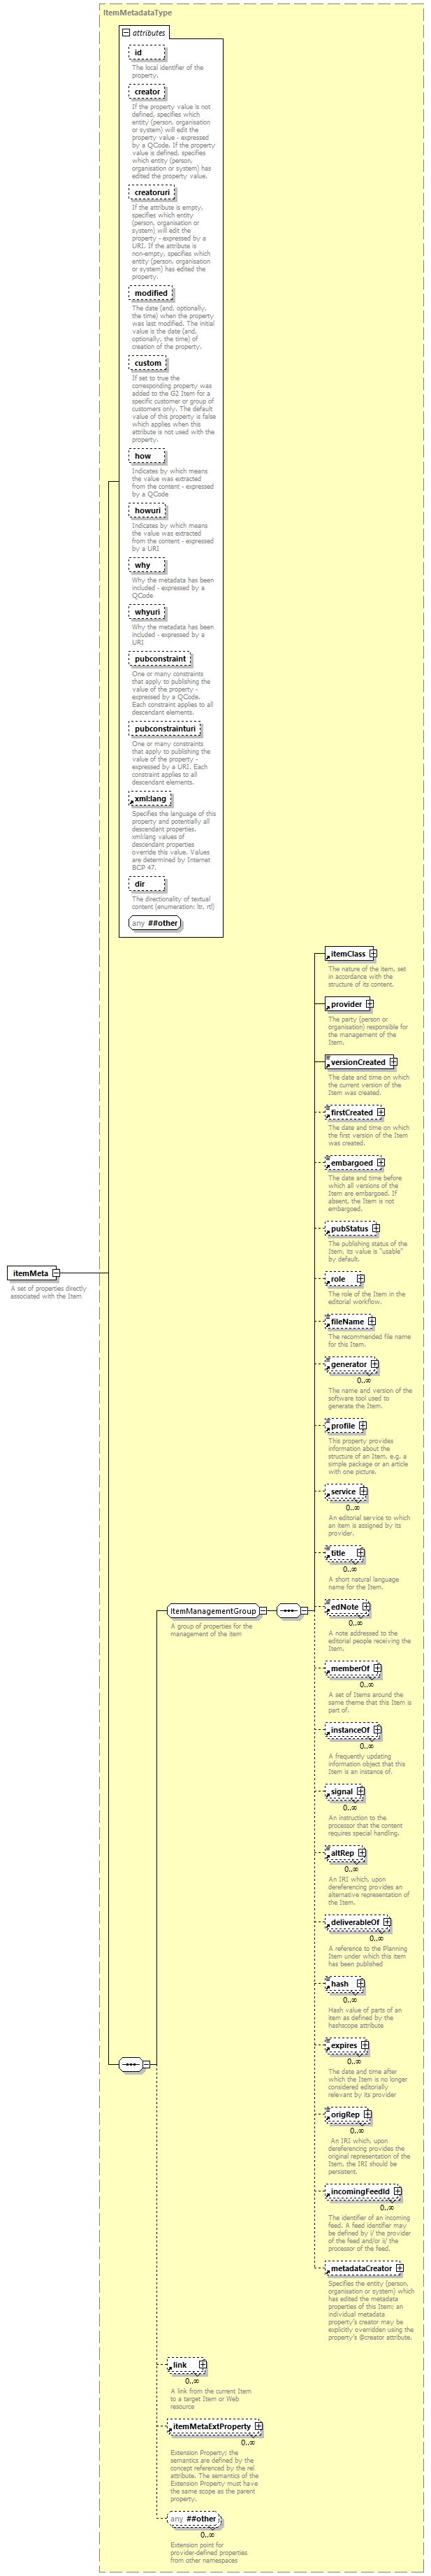 ItemMetadataType
attributes
id
The local identifier of the
property.
creator
If the property value is not
defined, specifies which
entity (person, organisation
or system) will edit the
property value - expressed
by a QCode. If the property
value is defined, specifies
which entity (person,
organisation or system) has
edited the property value.
creatoruri
If the attribute is empty,
specifies which entity
(person, organisation or
system) will edit the
property - expressed by a
URI. If the attribute is
non-empty, specifies which
entity (person, organisation
or system) has edited the
property.
modified
The date (and, optionally,
the time) when the property
was last modified. The initial
value is the date (and,
optionally, the time) of
creation of the property.
custom
If set to true the
corresponding property was
added to the G2 Item for a
specific customer or group of
customers only. The default
value of this property is false
which applies when this
attribute is not used with the
property.
how
Indicates by which means
the value was extracted
from the content - expressed
by a QCode
howuri
Indicates by which means
the value was extracted
from the content - expressed
by a URI
why
Why the metadata has been
included - expressed by a
QCode
whyuri
Why the metadata has been
included - expressed by a
URI
pubconstraint
One or many constraints
that apply to publishing the
value of the property -
expressed by a QCode.
Each constraint applies to all
descendant elements.
pubconstrainturi
One or many constraints
that apply to publishing the
value of the property -
expressed by a URI. Each
constraint applies to all
descendant elements.
xml:lang
Specifies the language of this
property and potentially all
descendant properties.
xml:lang values of
descendant properties
override this value. Values
are determined by Internet
BCP 47.
dir
The directionality of textual
content (enumeration: ltr, rtl)
any ##other
itemMeta
A set of properties directly
associated with the Item
ItemManagementGroup
A group of properties for the
management of the item
itemClass
The nature of the item, set
in accordance with the
structure of its content.
provider
The party (person or
organisation) responsible for
the management of the
Item.
versionCreated
The date and time on which
the current version of the
Item was created.
firstCreated
The date and time on which
the first version of the Item
was created.
embargoed
The date and time before
which all versions of the
Item are embargoed. If
absent, the Item is not
embargoed.
pubStatus
The publishing status of the
Item, its value is "usable"
by default.
role
The role of the Item in the
editorial workflow.
fileName
The recommended file name
for this Item.
generator
0..∞
The name and version of the
software tool used to
generate the Item.
profile
This property provides
information about the
structure of an Item, e.g. a
simple package or an article
with one picture.
service
0..∞
An editorial service to which
an item is assigned by its
provider.
title
0..∞
A short natural language
name for the Item.
edNote
0..∞
A note addressed to the
editorial people receiving the
Item.
memberOf
0..∞
A set of Items around the
same theme that this Item is
part of.
instanceOf
0..∞
A frequently updating
information object that this
Item is an instance of.
signal
0..∞
An instruction to the
processor that the content
requires special handling.
altRep
0..∞
An IRI which, upon
dereferencing provides an
alternative representation of
the Item.
deliverableOf
0..∞
A reference to the Planning
Item under which this item
has been published
hash
0..∞
Hash value of parts of an
item as defined by the
hashscope attribute
expires
0..∞
The date and time after
which the Item is no longer
considered editorially
relevant by its provider
origRep
0..∞
An IRI which, upon
dereferencing provides the
original representation of the
Item, the IRI should be
persistent.
incomingFeedId
0..∞
The identifier of an incoming
feed. A feed identifier may
be defined by i/ the provider
of the feed and/or ii/ the
processor of the feed.
metadataCreator
Specifies the entity (person,
organisation or system) which
has edited the metadata
properties of this Item; an
individual metadata
property's creator may be
explicitly overridden using the
property's @creator attribute.
link
0..∞
A link from the current Item
to a target Item or Web
resource
itemMetaExtProperty
0..∞
Extension Property; the
semantics are defined by the
concept referenced by the rel
attribute. The semantics of the
Extension Property must have
the same scope as the parent
property.
any ##other
0..∞
Extension point for
provider-defined properties
from other namespaces